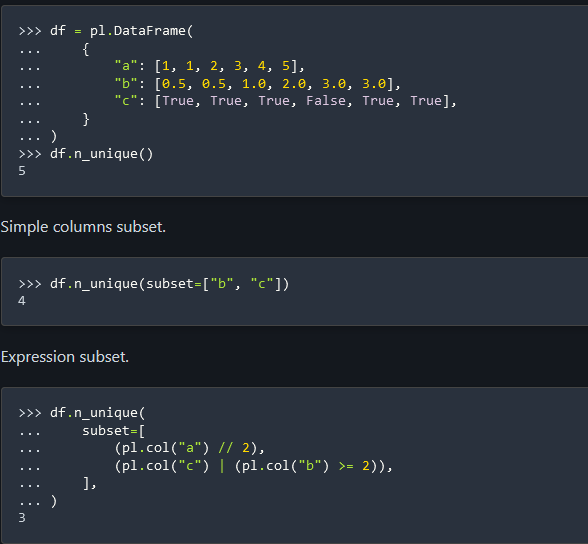 >>> df = pl.DataFrame(
...     {
...         "a": [1, 1, 2, 3, 4, 5],
...         "b": [0.5, 0.5, 1.0, 2.0, 3.0, 3.0],
...         "c": [True, True, True, False, True, True],
...     }
... )
>>> df.n_unique()
5
Simple columns subset.
>>> df.n_unique(subset=["b", "c"])
4
Expression subset.
>>> df.n_unique(
...     subset=[
...         (pl.col("a") // 2),
...         (pl.col("c") | (pl.col("b") >= 2)),
...     ],
... )
3